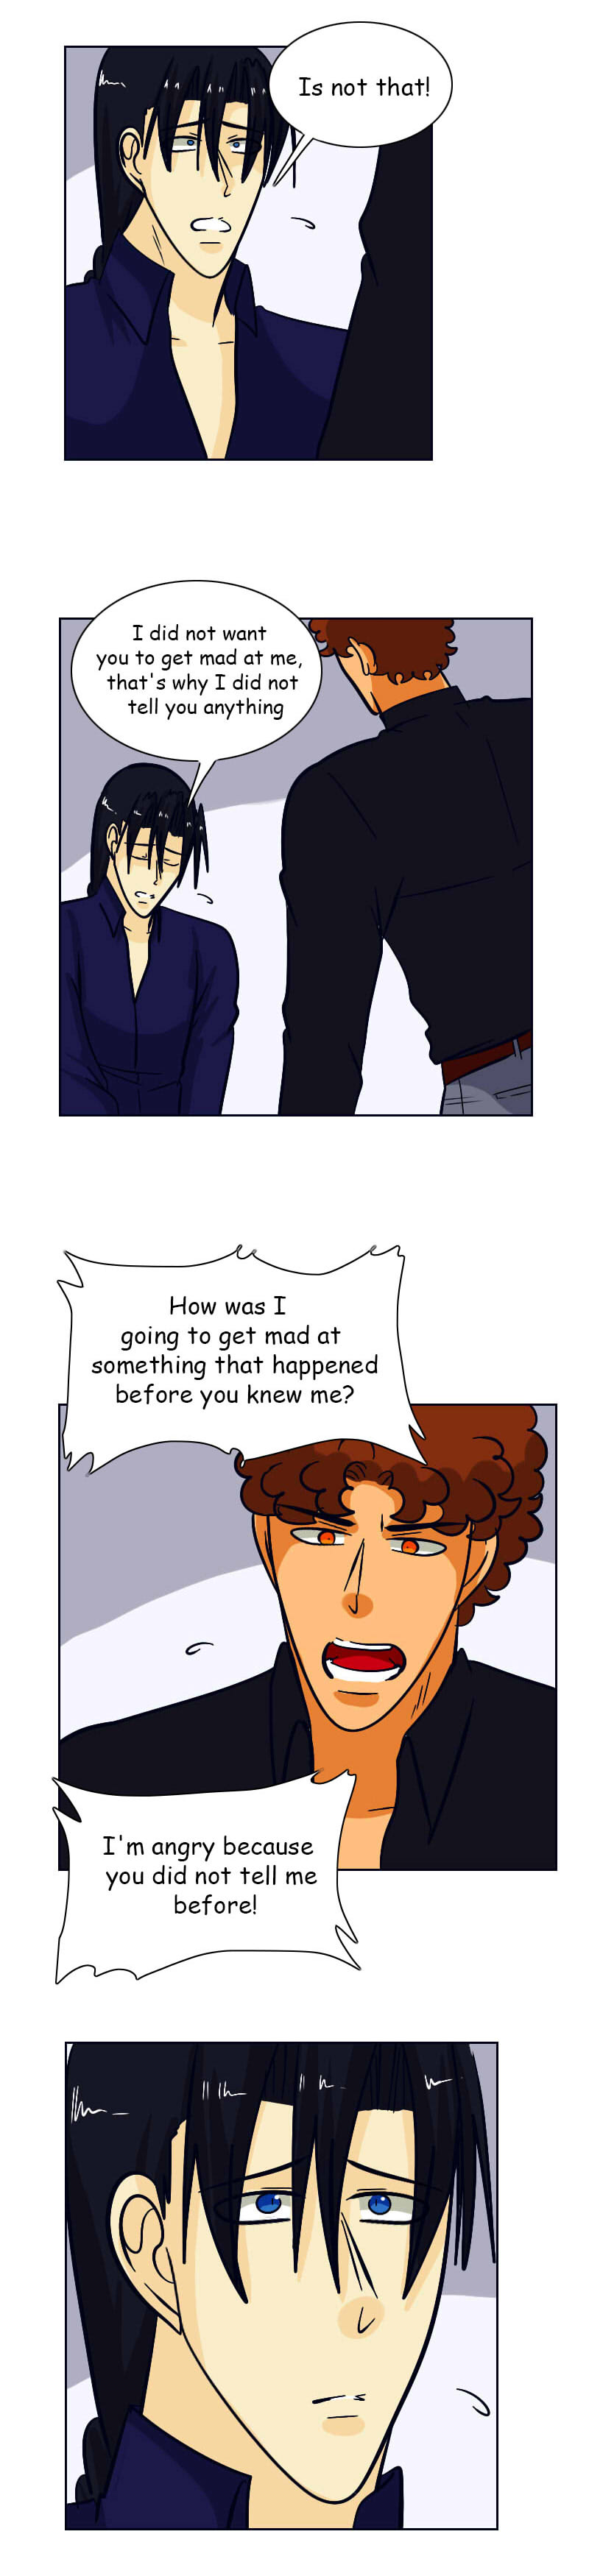 Is not that!
I did not want
you to get mad at me,
that's why I did not
tell you anything
How was I
going to get mad at
something that happened
before you knew me?
I'm angry because
you did not tell me
before!